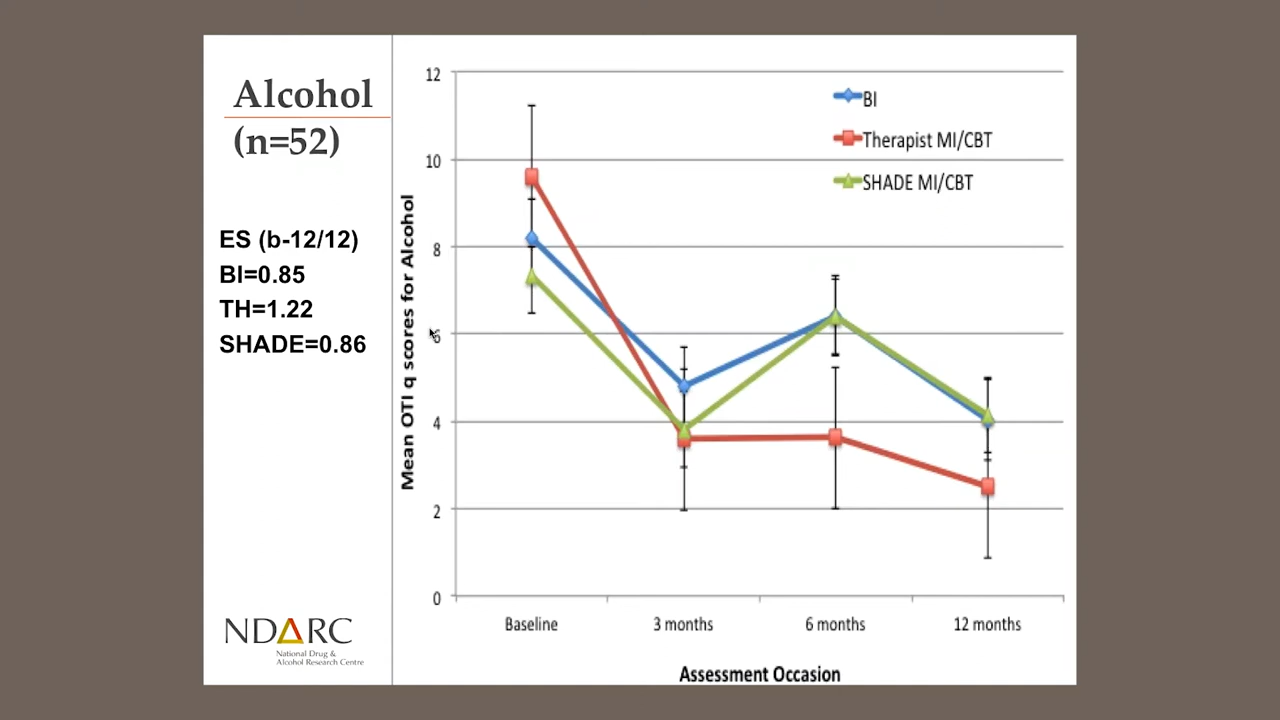 Alcohol
(n=52)
ES (b-12/12)
BI=0.85
TH=1.22
SHADE=0.86
NDARC
National Drug &
Alcohol Research Centre
Mean OTI q scores for Alcohol
12
10
8
6
4
2
0
BI
Therapist MI/CBT
SHADE MI/CBT
Baseline
3 months
6 months
12 months
Assessment Occasion